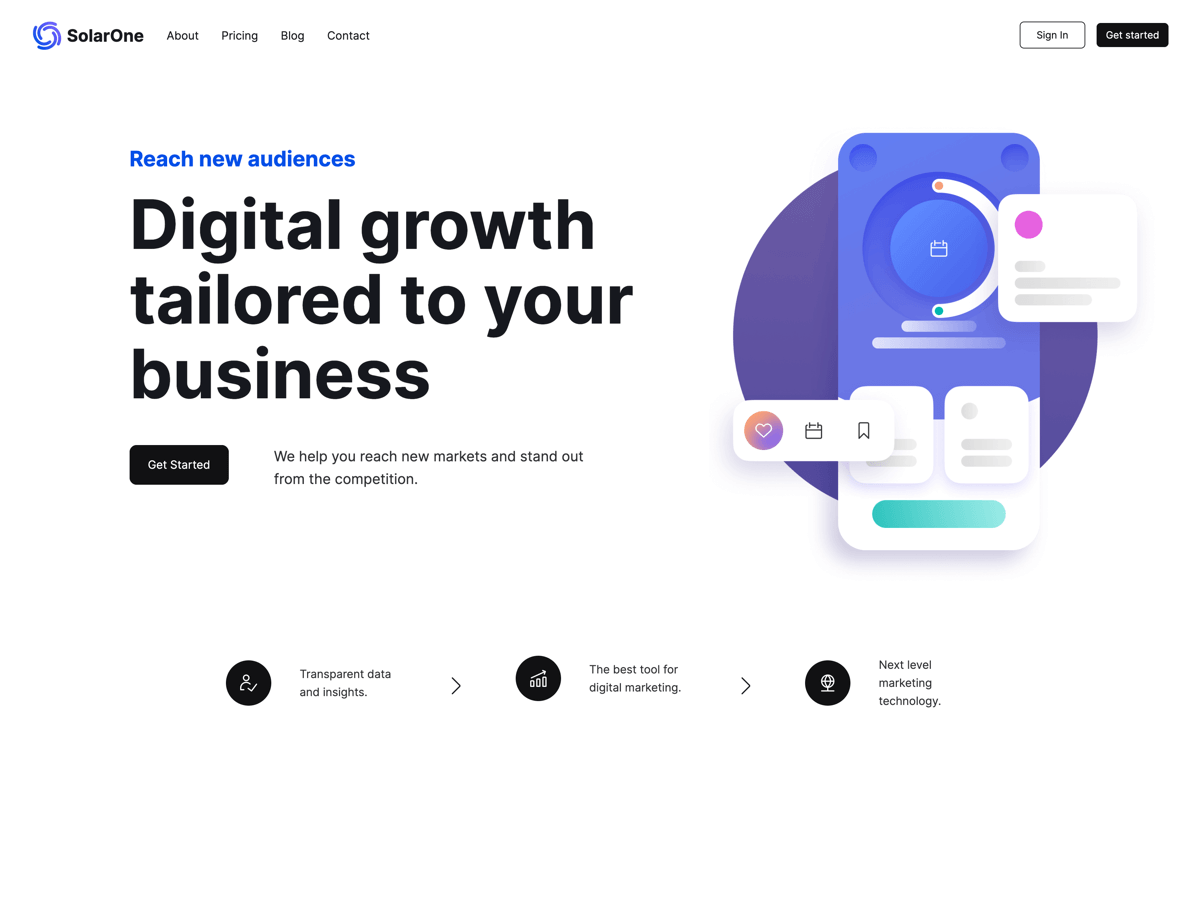 SolarOne
About
Pricing
Blog
Contact
Sign In
Get started
Reach new audiences
Digital growth
tailored to your
business
Get Started
We help you reach new markets and stand out
from the competition.
Transparent data
and insights.
The best tool for
digital marketing.
Next level
marketing
technology.